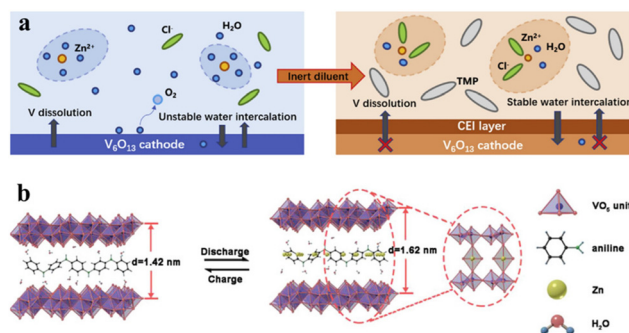 a
Zn²⁺
Cl⁻
H₂O
O₂
V dissolution
Unstable water intercalation
V₆O₁₃ cathode
Inert diluent
Zn²⁺
H₂O
Cl⁻
TMP
V dissolution
Stable water intercalation
CEI layer
V₆O₁₃ cathode
b
d=1.42 nm
Discharge
Charge
d=1.62 nm
VO₅ unit
aniline
Zn
H₂O